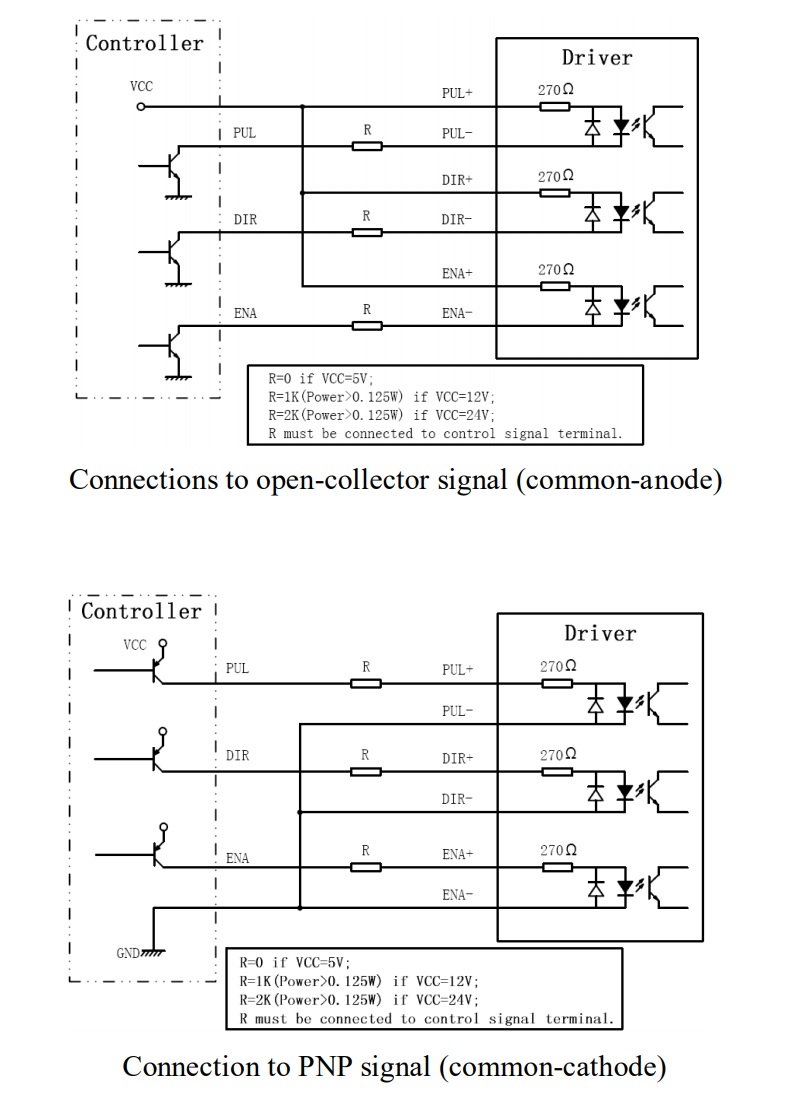 Controller
Driver
VCC
PUL+
270Ω
PUL
R
PUL-
DIR+
270Ω
DIR
R
DIR-
ENA+
270Ω
ENA
R
ENA-
R=0 if VCC=5V;
R=1K(Power>0.125W) if VCC=12V;
R=2K(Power>0.125W) if VCC=24V;
R must be connected to control signal terminal.
Connections to open-collector signal (common-anode)
Controller
Driver
VCC
PUL
R
PUL+
270Ω
PUL-
DIR
R
DIR+
270Ω
DIR-
ENA
R
ENA+
270Ω
ENA-
GND
R=0 if VCC=5V;
R=1K(Power>0.125W) if VCC=12V;
R=2K(Power>0.125W) if VCC=24V;
R must be connected to control signal terminal.
Connection to PNP signal (common-cathode)